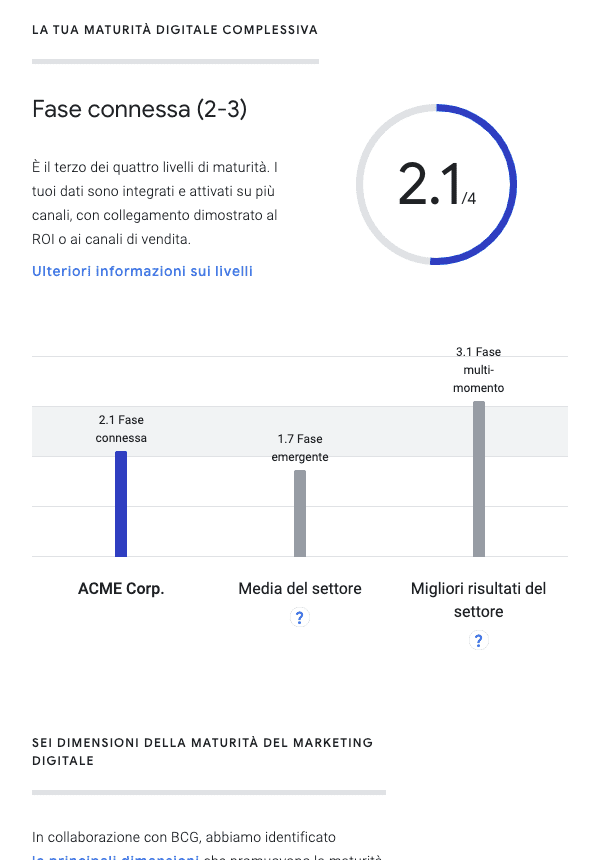 LA TUA MATURITÀ DIGITALE COMPLESSIVA
Fase connessa (2-3)
È il terzo dei quattro livelli di maturità. I
tuoi dati sono integrati e attivati su più
canali, con collegamento dimostrato al
ROI o ai canali di vendita.
Ulteriori informazioni sui livelli
2.1/4
2.1 Fase
connessa
1.7 Fase
emergente
3.1 Fase
multi-
momento
ACME Corp.
Media del settore
?
Migliori risultati del
settore
?
SEI DIMENSIONI DELLA MATURITÀ DEL MARKETING
DIGITALE
In collaborazione con BCG, abbiamo identificato
le principali dimensioni che promuovono la maturità